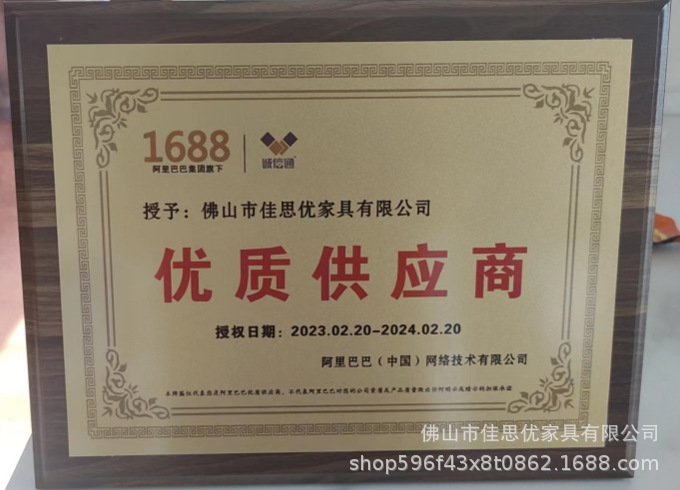 1688
阿里巴巴集团旗下
诚信通
授予：佛山市佳思优家具有限公司
优质供应商
授权日期：2023.02.20-2024.02.20
阿里巴巴（中国）网络技术有限公司
佛山市佳思优家具有限公司
shop596f43x8t0862.1688.com